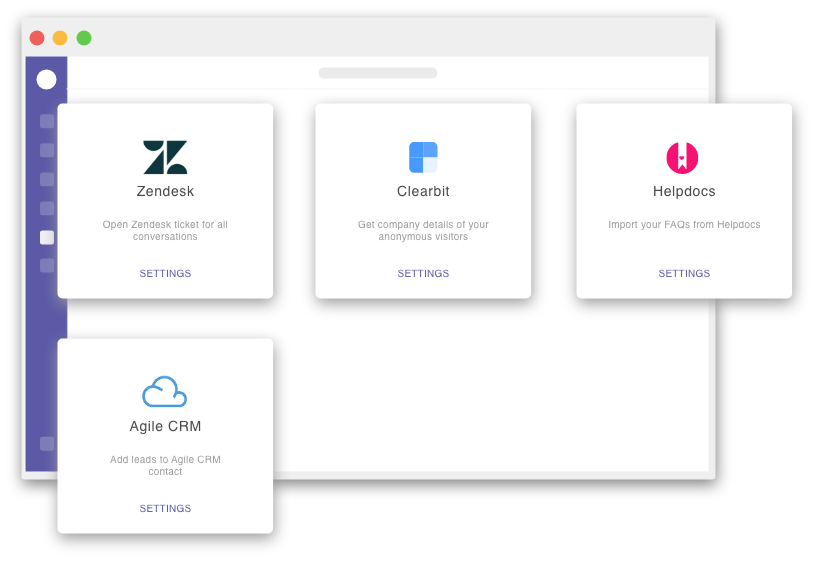 Zendesk
Open Zendesk ticket for all
conversations
SETTINGS
Clearbit
Get company details of your
anonymous visitors
SETTINGS
Helpdocs
Import your FAQs from Helpdocs
SETTINGS
Agile CRM
Add leads to Agile CRM
contact
SETTINGS